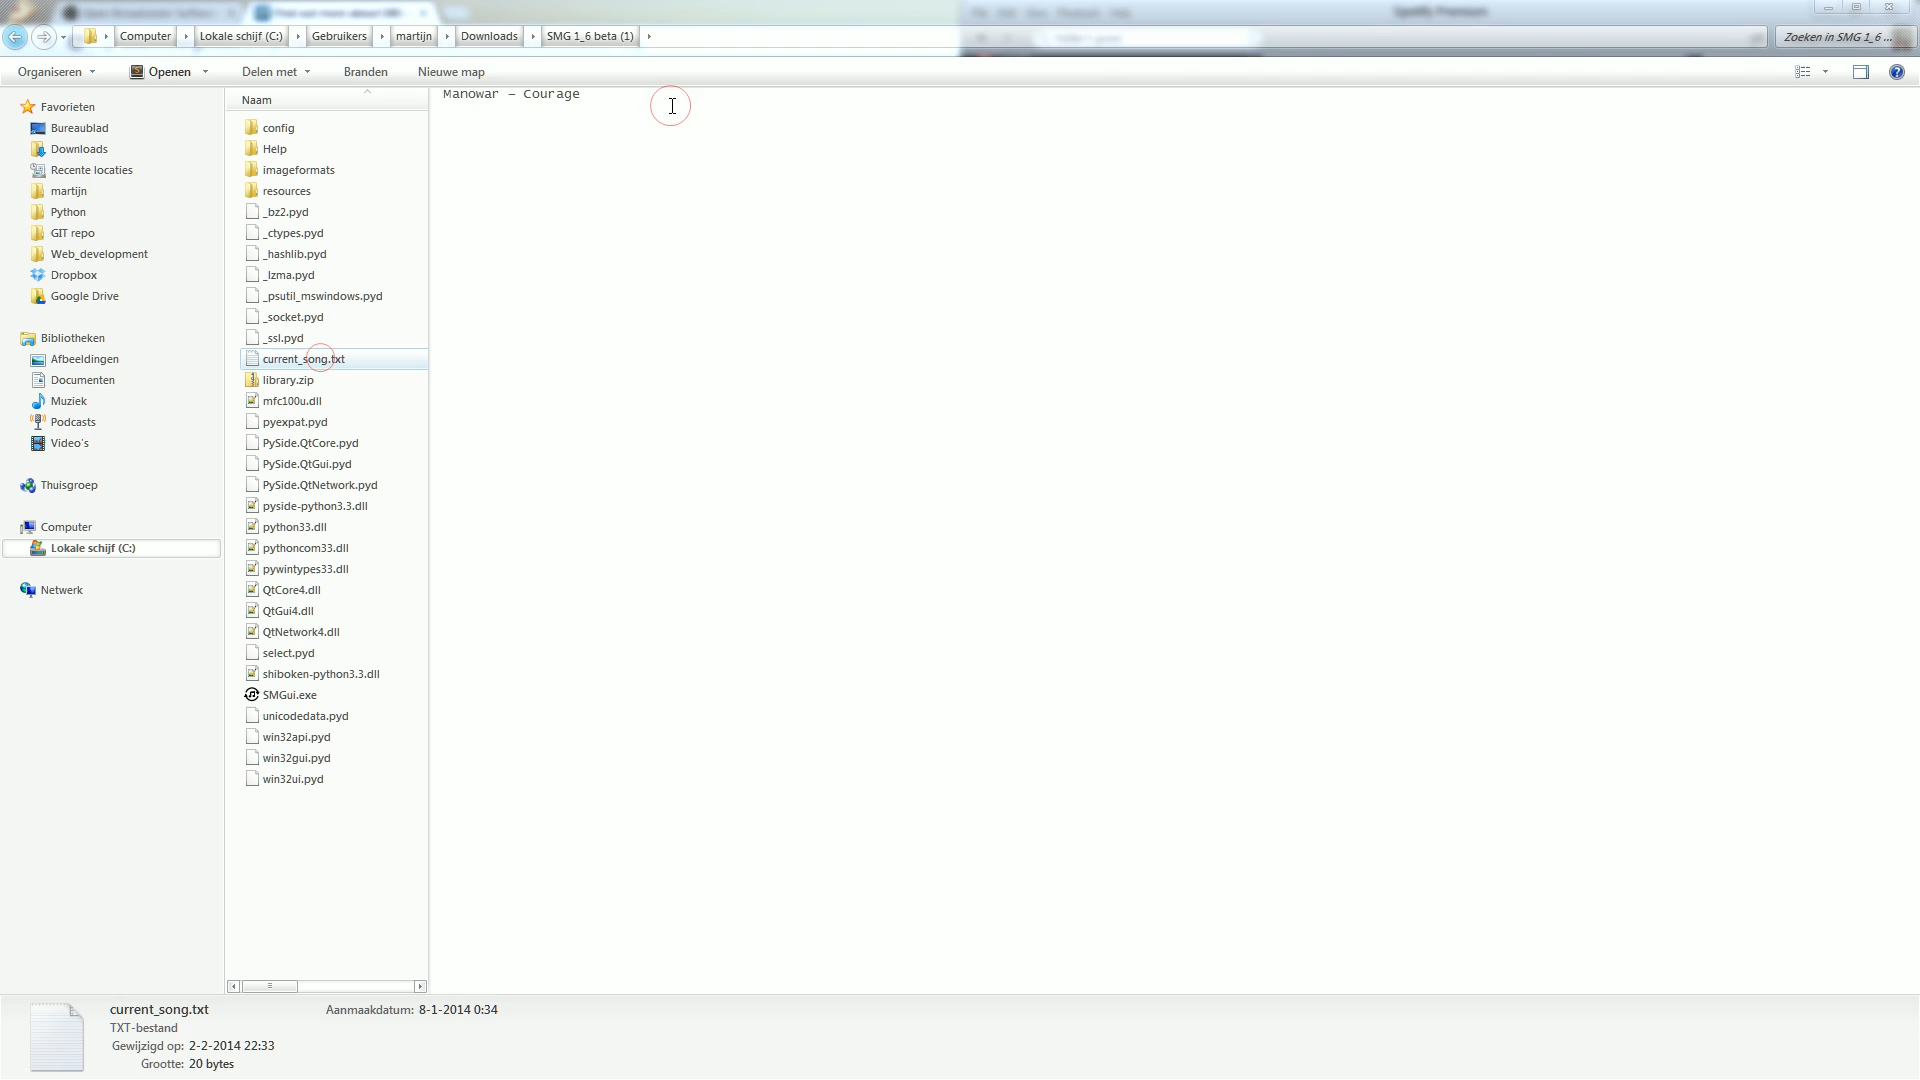 Spotify Premium
Computer
Lokale schijf (C:)
Gebruikers
martijn
Downloads
SMG 1_6 beta (1)
Zoeken in SMG 1_6 ...
Organiseren
Openen
Delen met
Branden
Nieuwe map
Favorieten
Bureaublad
Downloads
Recente locaties
martijn
Python
GIT repo
Web_development
Dropbox
Google Drive
Bibliotheken
Afbeeldingen
Documenten
Muziek
Podcasts
Video's
Thuisgroep
Computer
Lokale schijf (C:)
Netwerk
Naam
config
Help
imageformats
resources
_bz2.pyd
_ctypes.pyd
_hashlib.pyd
_lzma.pyd
_psutil_mswindows.pyd
_socket.pyd
_ssl.pyd
current_song.txt
library.zip
mfc100u.dll
pyexpat.pyd
PySide.QtCore.pyd
PySide.QtGui.pyd
PySide.QtNetwork.pyd
pyside-python3.3.dll
python33.dll
pythoncom33.dll
pywintypes33.dll
QtCore4.dll
QtGui4.dll
QtNetwork4.dll
select.pyd
shiboken-python3.3.dll
SMGui.exe
unicodedata.pyd
win32api.pyd
win32gui.pyd
win32ui.pyd
Manowar – Courage
current_song.txt
TXT-bestand
Gewijzigd op: 2-2-2014 22:33
Grootte: 20 bytes
Aanmaakdatum: 8-1-2014 0:34